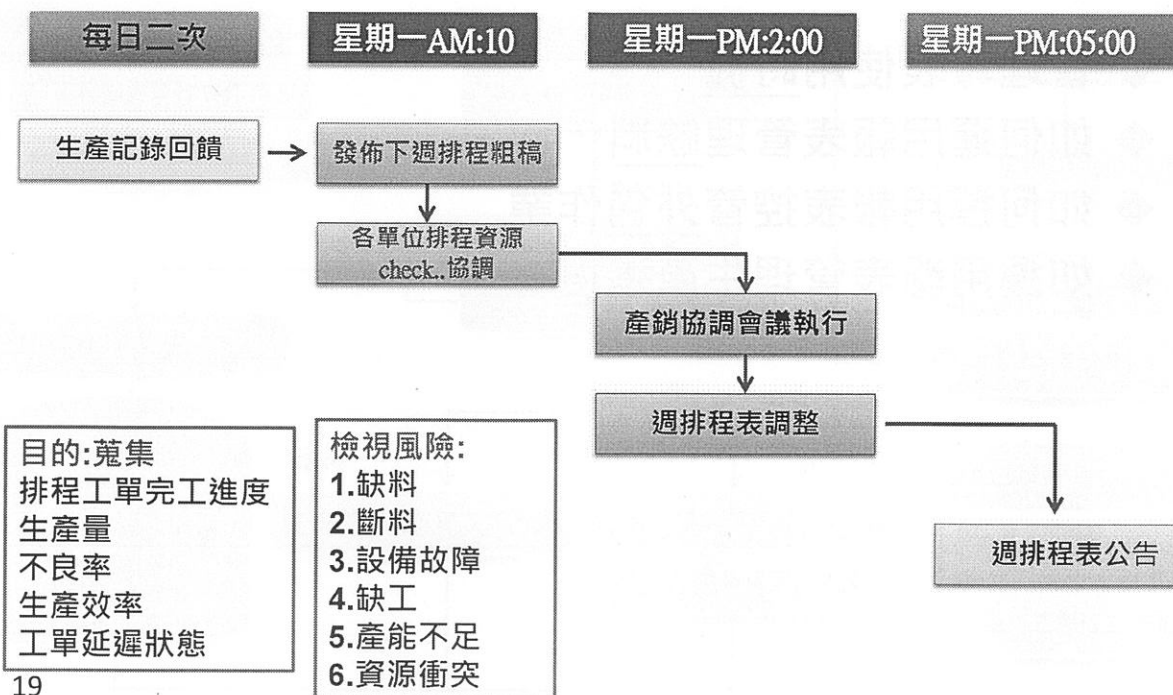 每日二次
星期一AM:10
星期一PM:2:00
星期一PM:05:00
生產記錄回饋
發佈下週排程粗稿
各單位排程資源
check..協調
產銷協調會議執行
週排程表調整
週排程表公告
目的:蒐集
排程工單完工進度
生產量
不良率
生產效率
工單延遲狀態
檢視風險:
1.缺料
2.斷料
3.設備故障
4.缺工
5.產能不足
6.資源衝突
19